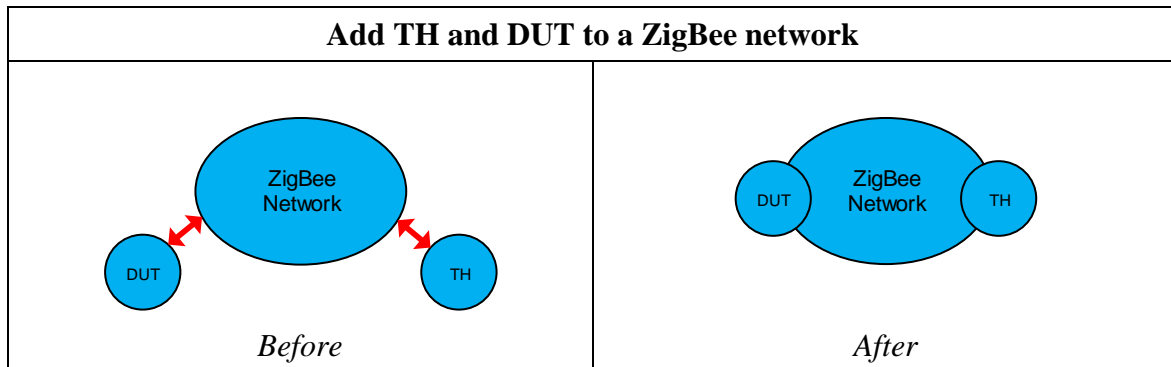 Add TH and DUT to a ZigBee network
ZigBee
Network
DUT
TH
Before
DUT
ZigBee
Network
TH
After